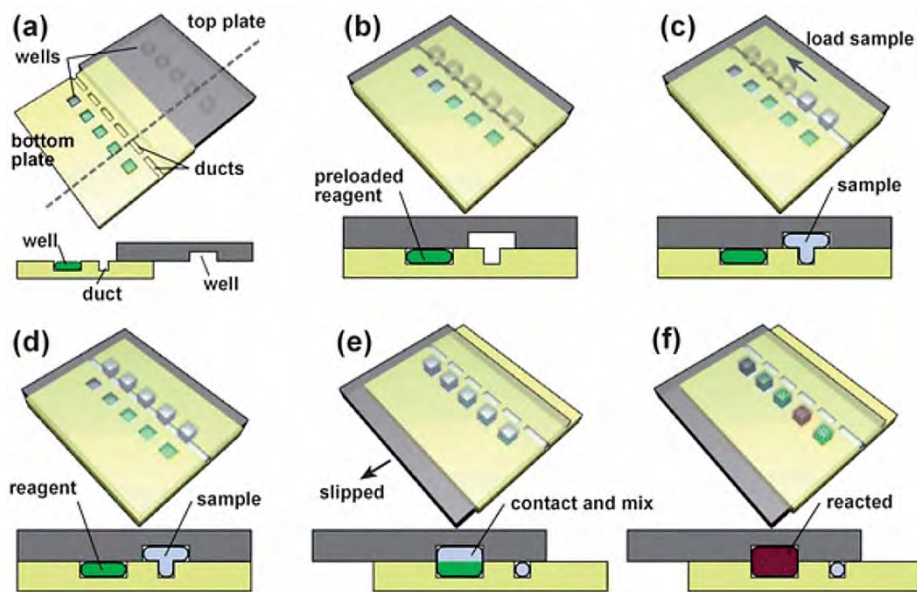 (a)
top plate
wells
bottom
plate
ducts
well
duct
well
(b)
preloaded
reagent
(c)
load sample
sample
(d)
reagent
sample
(e)
slipped
contact and mix
(f)
reacted